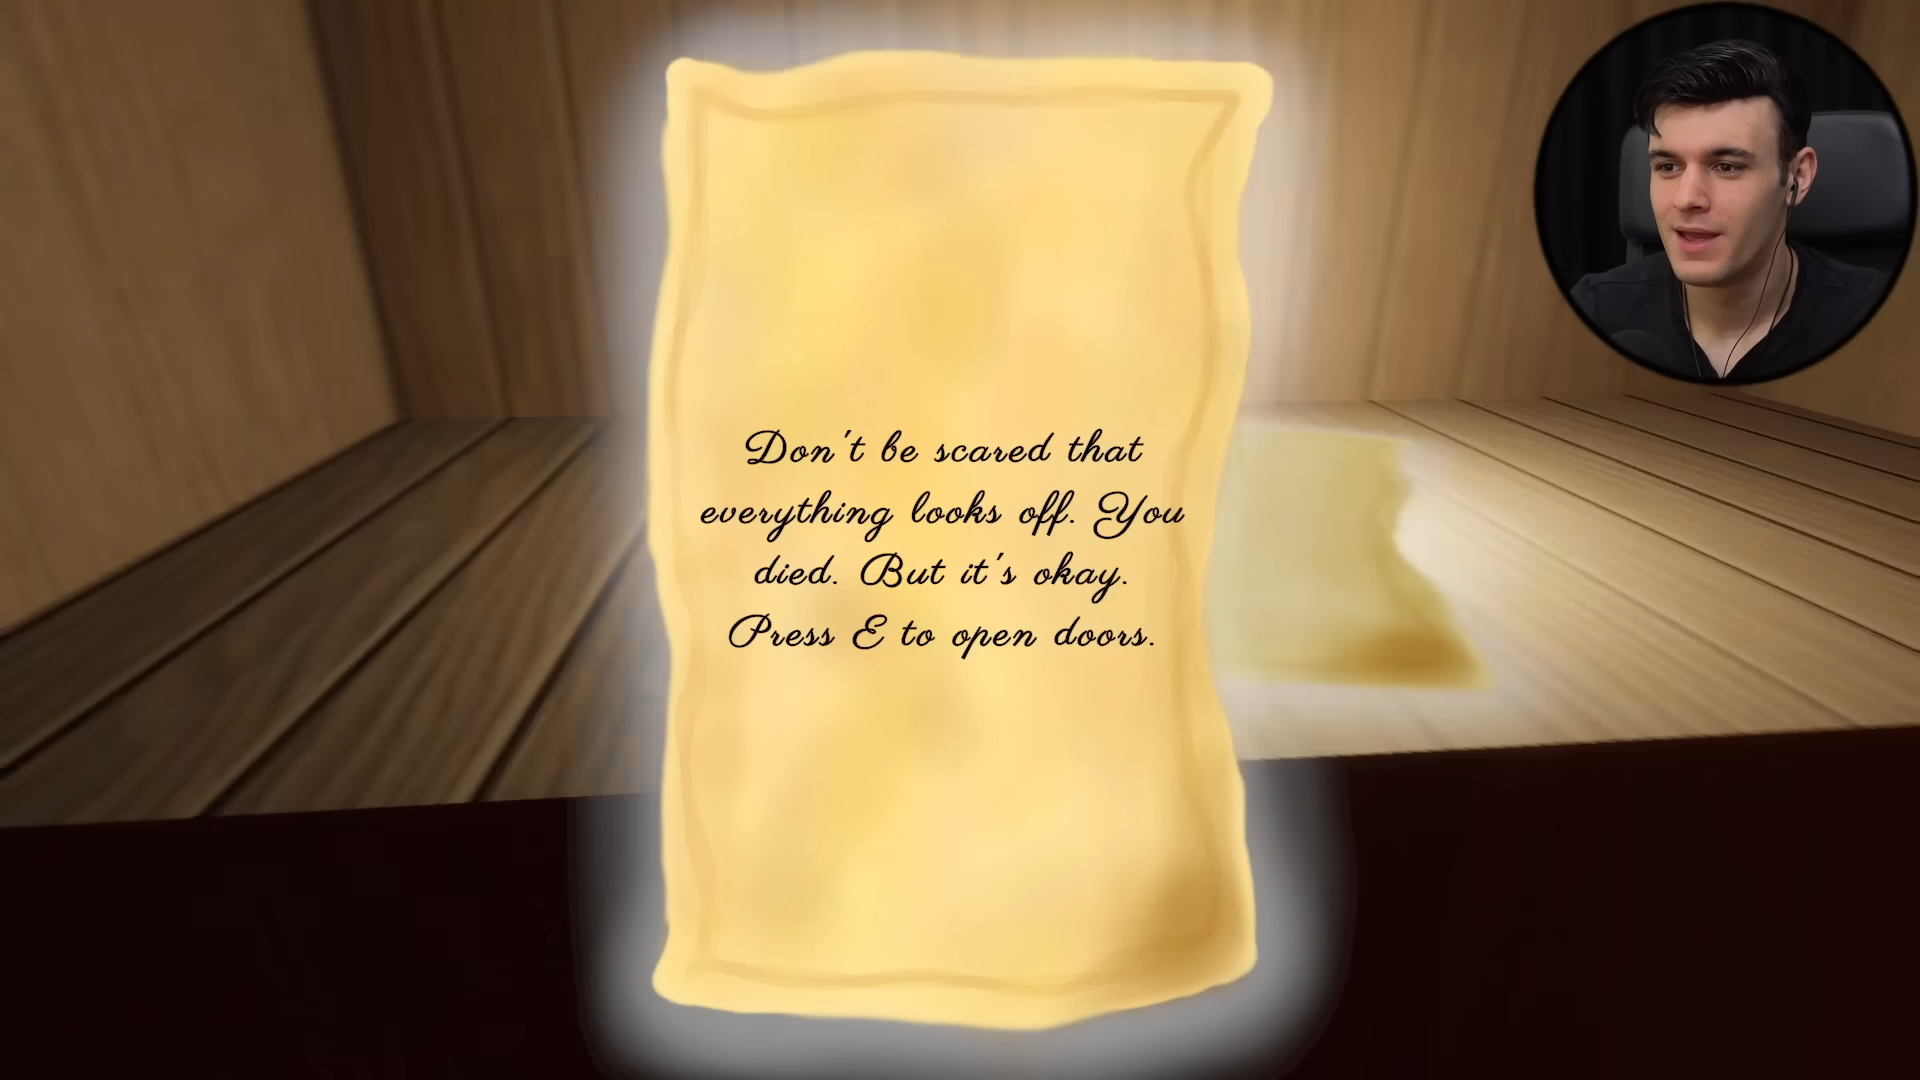 Don't be scared that
everything looks off. You
died. But it's okay.
Press E to open doors.